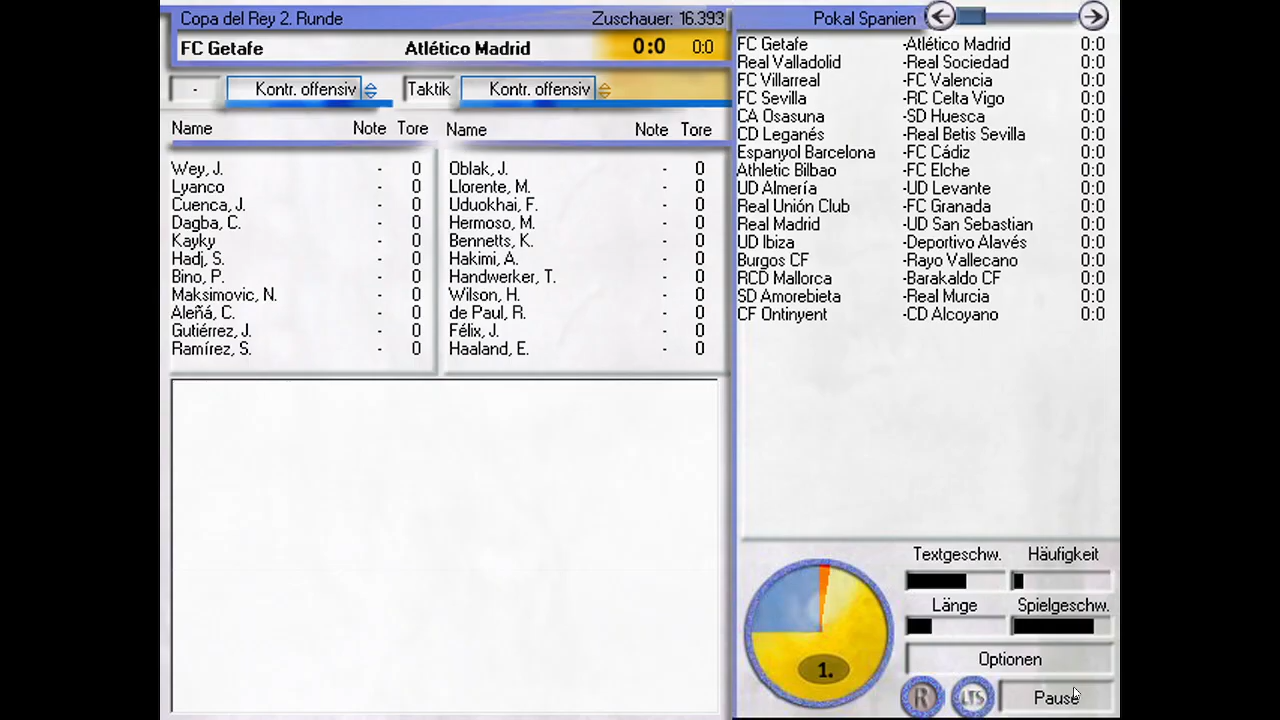 Copa del Rey 2. Runde Zuschauer: 16.393
FC Getafe Atlético Madrid 0:0 0:0
- Kontr. offensiv Taktik Kontr. offensiv
Name Note Tore Name Note Tore
Wey, J. - 0 Oblak, J. - 0
Lyanco - 0 Llorente, M. - 0
Cuenca, J. - 0 Uduokhai, F. - 0
Dagba, C. - 0 Hermoso, M. - 0
Kayky - 0 Bennetts, K. - 0
Hadj, S. - 0 Hakimi, A. - 0
Bino, P. - 0 Handwerker, T. - 0
Maksimovic, N. - 0 Wilson, H. - 0
Aleñá, C. - 0 de Paul, R. - 0
Gutiérrez, J. - 0 Félix, J. - 0
Ramírez, S. - 0 Haaland, E. - 0
Pokal Spanien
FC Getafe -Atlético Madrid 0:0
Real Valladolid -Real Sociedad 0:0
FC Villarreal -FC Valencia 0:0
FC Sevilla -RC Celta Vigo 0:0
CA Osasuna -SD Huesca 0:0
CD Leganés -Real Betis Sevilla 0:0
Espanyol Barcelona -FC Cádiz 0:0
Athletic Bilbao -FC Elche 0:0
UD Almería -UD Levante 0:0
Real Unión Club -FC Granada 0:0
Real Madrid -UD San Sebastian 0:0
UD Ibiza -Deportivo Alavés 0:0
Burgos CF -Rayo Vallecano 0:0
RCD Mallorca -Barakaldo CF 0:0
SD Amorebieta -Real Murcia 0:0
CF Ontinyent -CD Alcoyano 0:0
Textgeschw. Häufigkeit
Länge Spielgeschw.
Optionen
1.
R LTS Pause